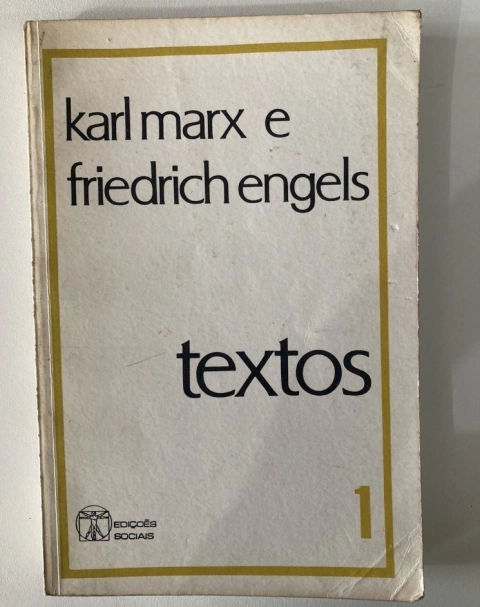 karl marx e
friedrich engels
textos
1
EDIÇÕES
SOCIAIS